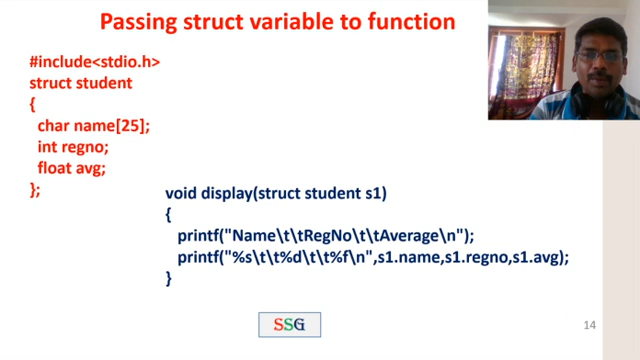 Passing struct variable to function
#include<stdio.h>
struct student
{
char name[25];
int regno;
float avg;
};
void display(struct student s1)
{
printf("Name\t\tRegNo\t\tAverage\n");
printf("%s\t\t%d\t\t%f\n",s1.name,s1.regno,s1.avg);
}
SSG
14